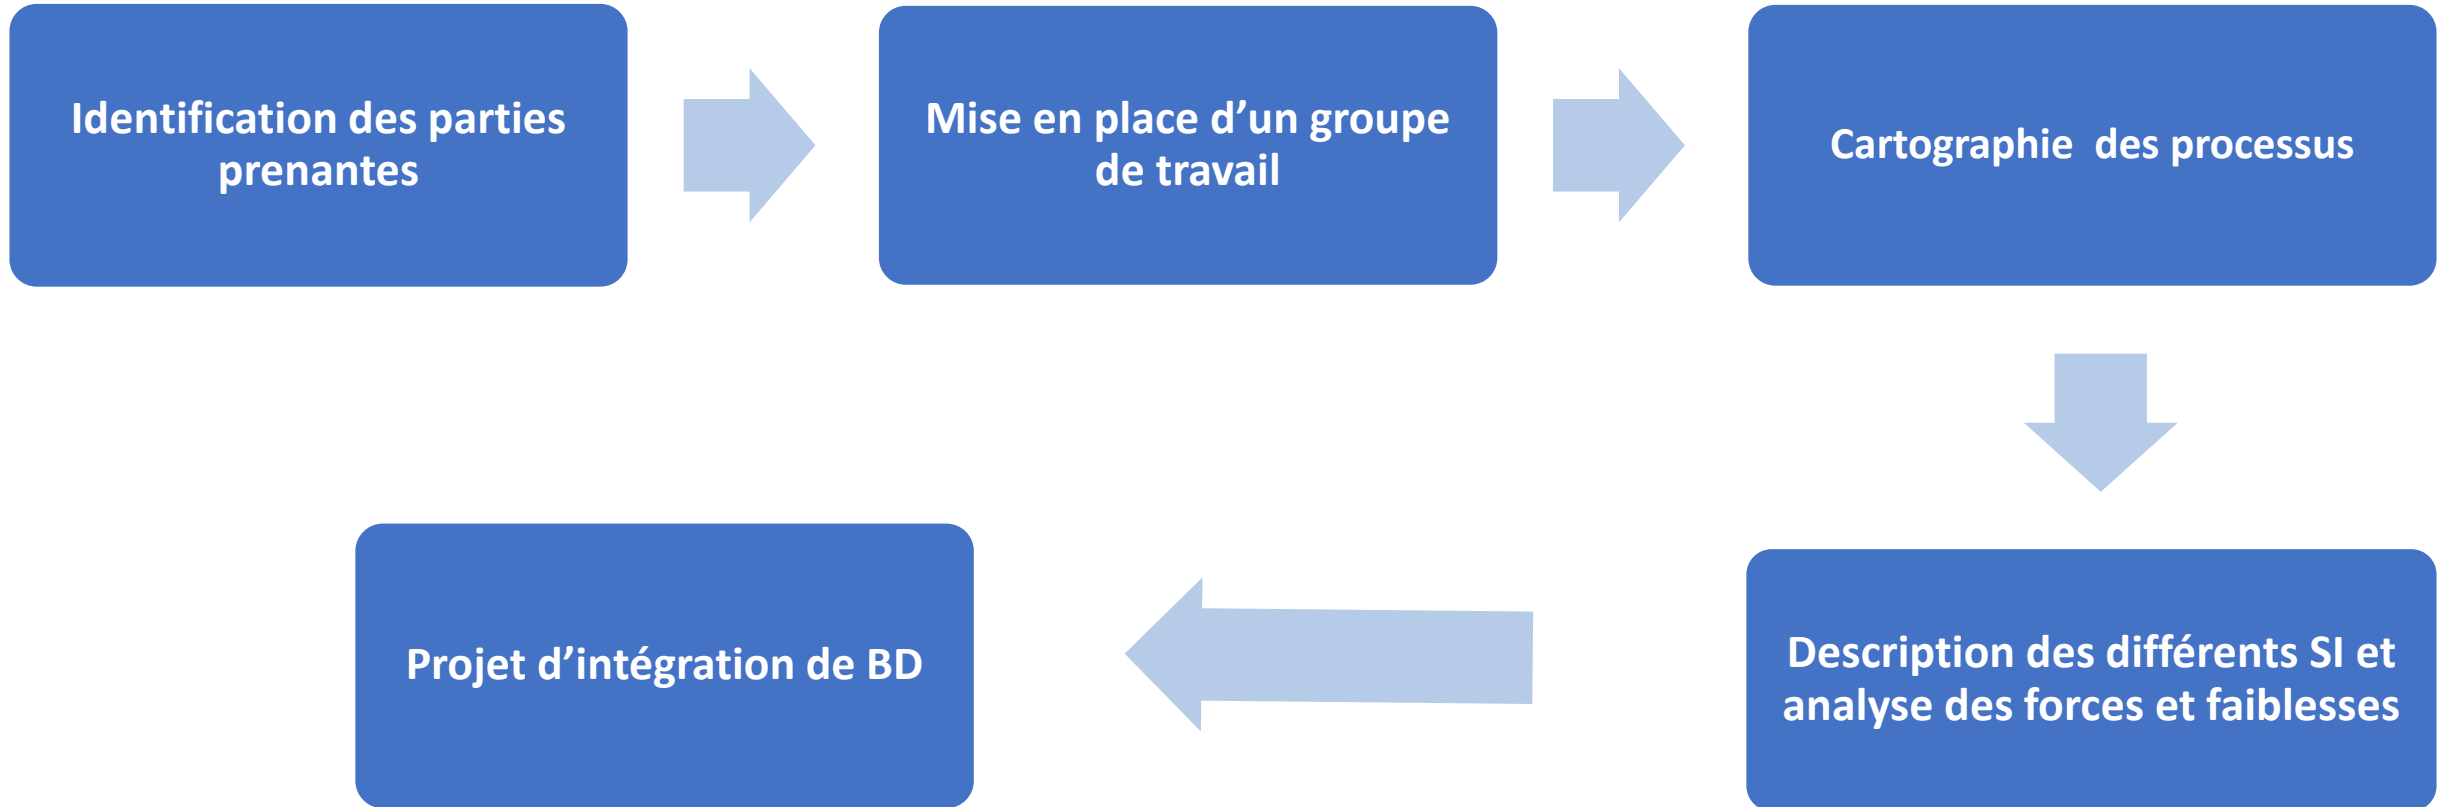 Identification des parties
prenantes
Mise en place d’un groupe
de travail
Cartographie  des processus
Description des différents SI et
analyse des forces et faiblesses
Projet d’intégration de BD